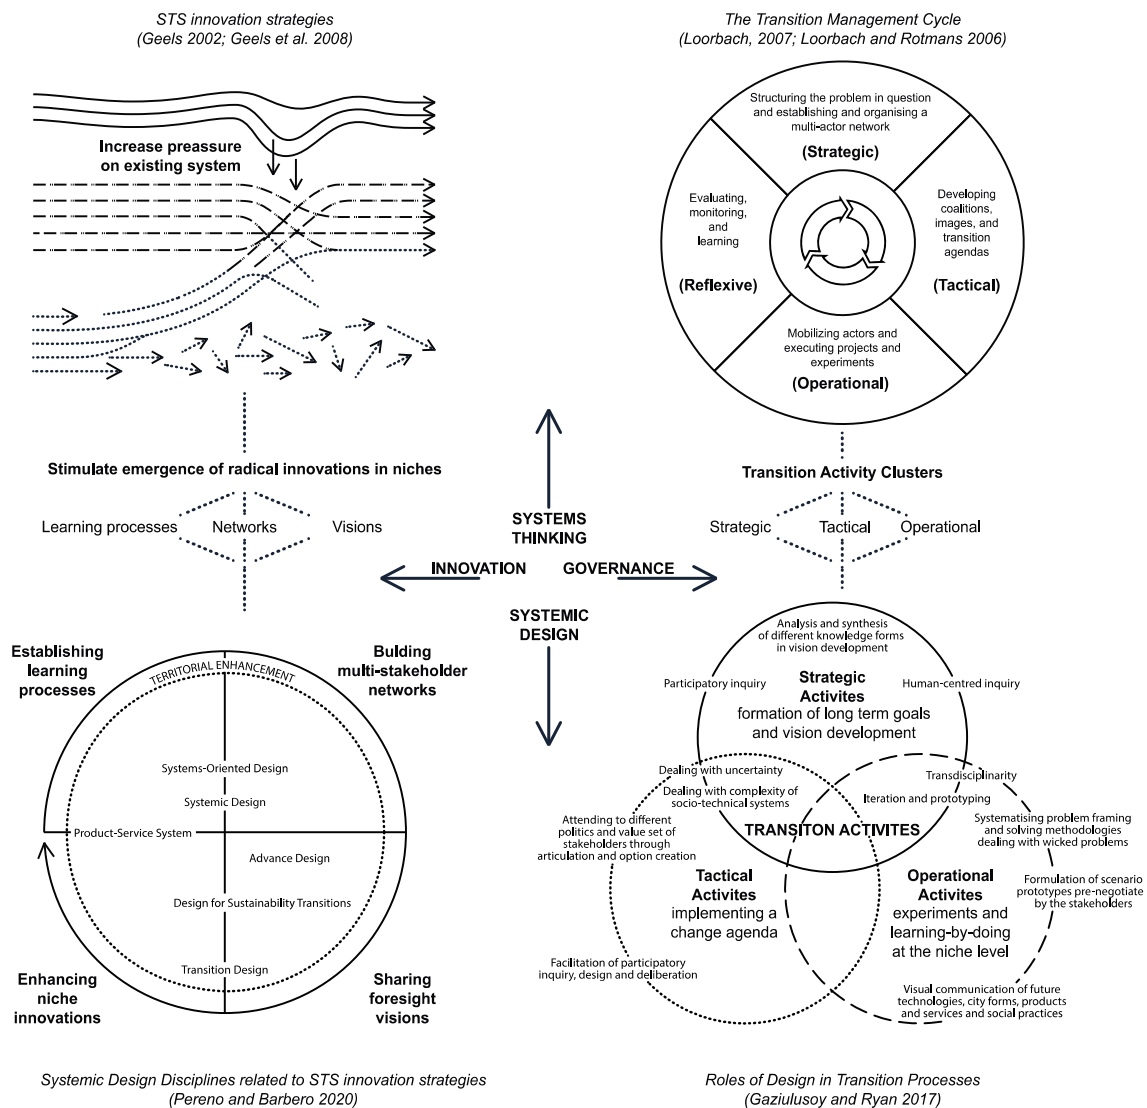 STS innovation strategies
(Geels 2002; Geels et al. 2008)
Increase preassure
on existing system
Stimulate emergence of radical innovations in niches
Learning processes
Networks
Visions
The Transition Management Cycle
(Loorbach, 2007; Loorbach and Rotmans 2006)
Structuring the problem in question
and establishing and organising a
multi-actor network
(Strategic)
Evaluating,
monitoring,
and
learning
(Reflexive)
Developing
coalitions,
images, and
transition
agendas
(Tactical)
Mobilizing actors and
executing projects and
experiments
(Operational)
Transition Activity Clusters
Strategic
Tactical
Operational
SYSTEMS
THINKING
INNOVATION
GOVERNANCE
SYSTEMIC
DESIGN
Establishing
learning
processes
Bulding
multi-stakeholder
networks
TERRITORIAL ENHANCEMENT
Systems-Oriented Design
Systemic Design
Product-Service System
Advance Design
Design for Sustainability Transitions
Transition Design
Enhancing
niche
innovations
Sharing
foresight
visions
Systemic Design Disciplines related to STS innovation strategies
(Pereno and Barbero 2020)
Analysis and synthesis
of different knowledge forms
in vision development
Participatory inquiry
Strategic
Activites
Human-centred inquiry
formation of long term goals
and vision development
Dealing with uncertainty
Dealing with complexity of
socio-technical systems
Transdisciplinarity
Iteration and prototyping
TRANSITON ACTIVITES
Attending to different
politics and value set of
stakeholders through
articulation and option creation
Systematising problem framing
and solving methodologies
dealing with wicked problems
Tactical
Activites
implementing a
change agenda
Operational
Activites
experiments and
learning-by-doing
at the niche level
Formulation of scenario
prototypes pre-negotiate
by the stakeholders
Facilitation of participatory
inquiry, design and deliberation
Visual communication of future
technologies, city forms, products
and services and social practices
Roles of Design in Transition Processes
(Gaziulusoy and Ryan 2017)